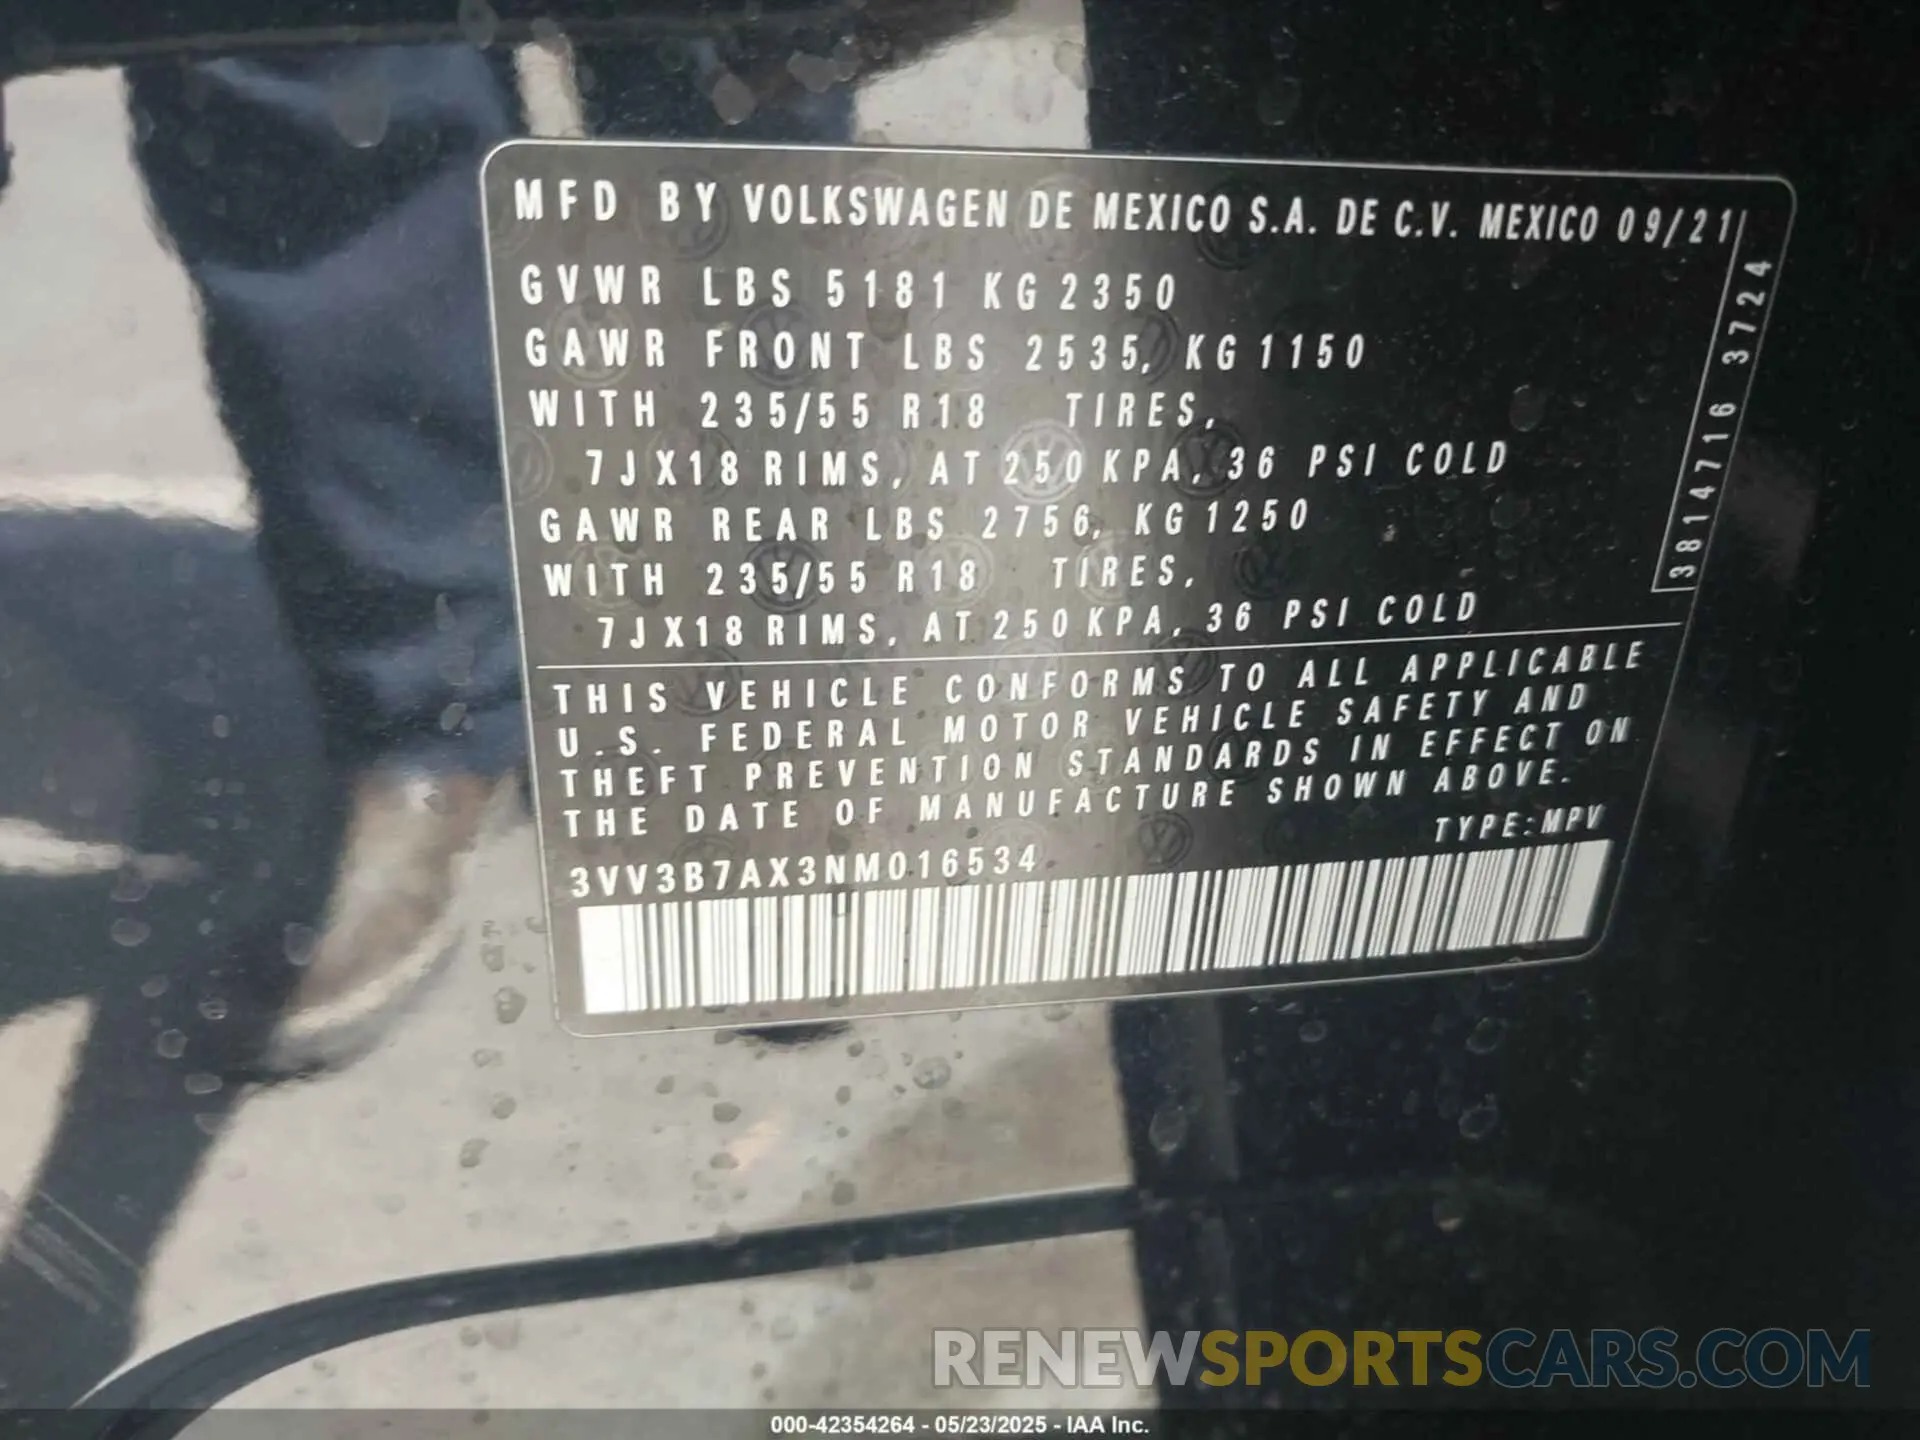 MFD BY VOLKSWAGEN DE MEXICO S.A. DE C.V. MEXICO 09/21
GVWR LBS 5181 KG 2350
GAWR FRONT LBS 2535, KG 1150
WITH 235/55 R18 TIRES,
7JX18 RIMS, AT 250 KPA, 36 PSI COLD
GAWR REAR LBS 2756, KG 1250
WITH 235/55 R18 TIRES,
7JX18 RIMS, AT 250 KPA, 36 PSI COLD
3814716 3724
THIS VEHICLE CONFORMS TO ALL APPLICABLE
U.S. FEDERAL MOTOR VEHICLE SAFETY AND
THEFT PREVENTION STANDARDS IN EFFECT ON
THE DATE OF MANUFACTURE SHOWN ABOVE.
TYPE:MPV
3VV3B7AX3NM016534
RENEWSPORTSCARS.COM
000-42354264 - 05/23/2025 - IAA Inc.